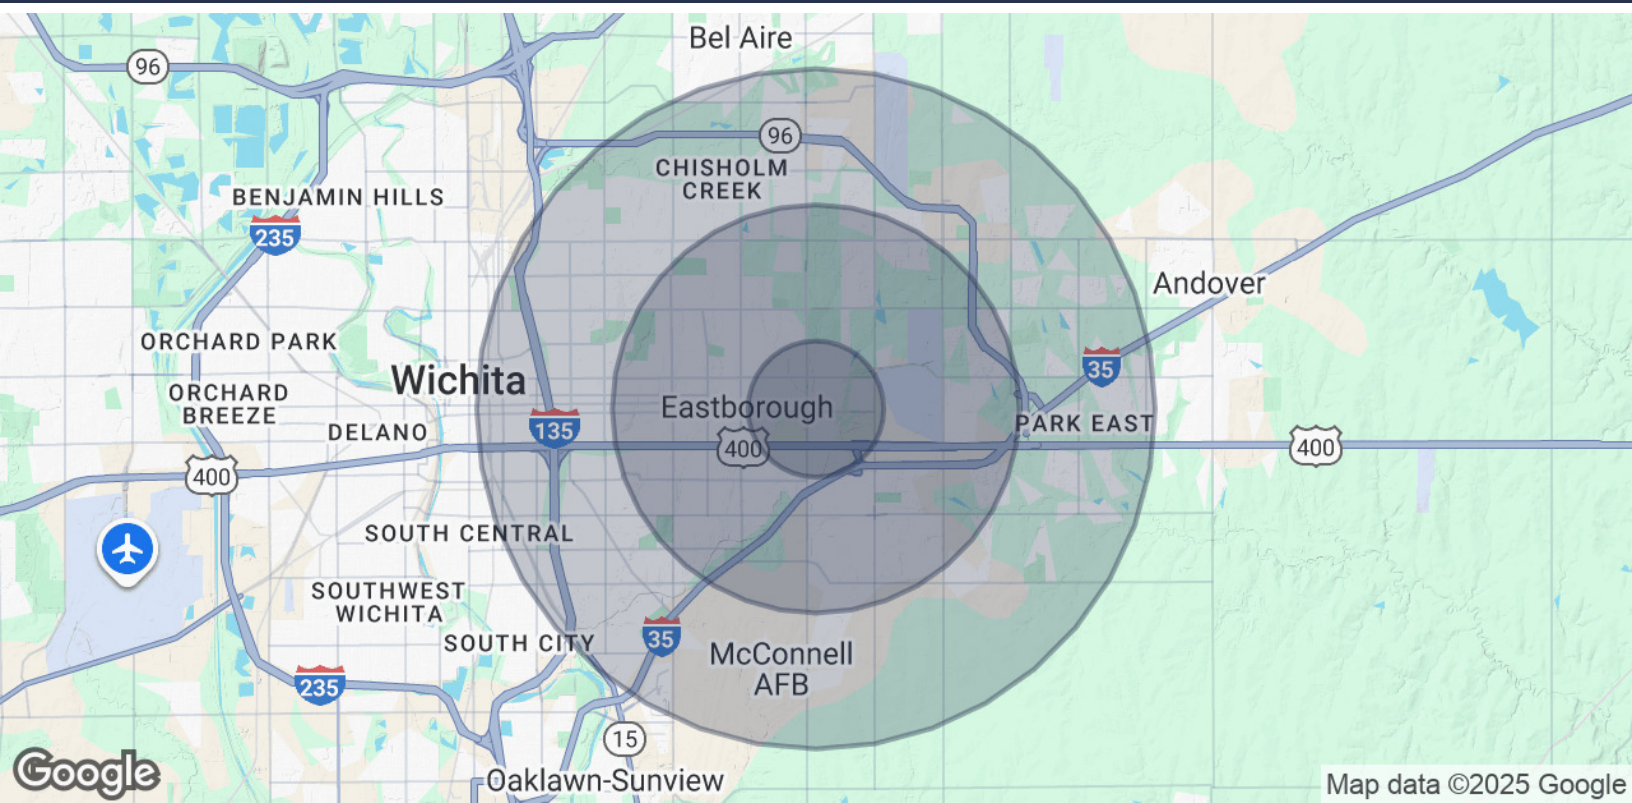 Bel Aire
96
96
CHISHOLM
CREEK
BENJAMIN HILLS
235
Andover
ORCHARD PARK
35
Wichita
ORCHARD
BREEZE
Eastborough
PARK EAST
DELANO
135
400
400
400
SOUTH CENTRAL
SOUTHWEST
WICHITA
SOUTH CITY
35
McConnell
AFB
235
15
Google
Oaklawn-Sunview
Map data ©2025 Google